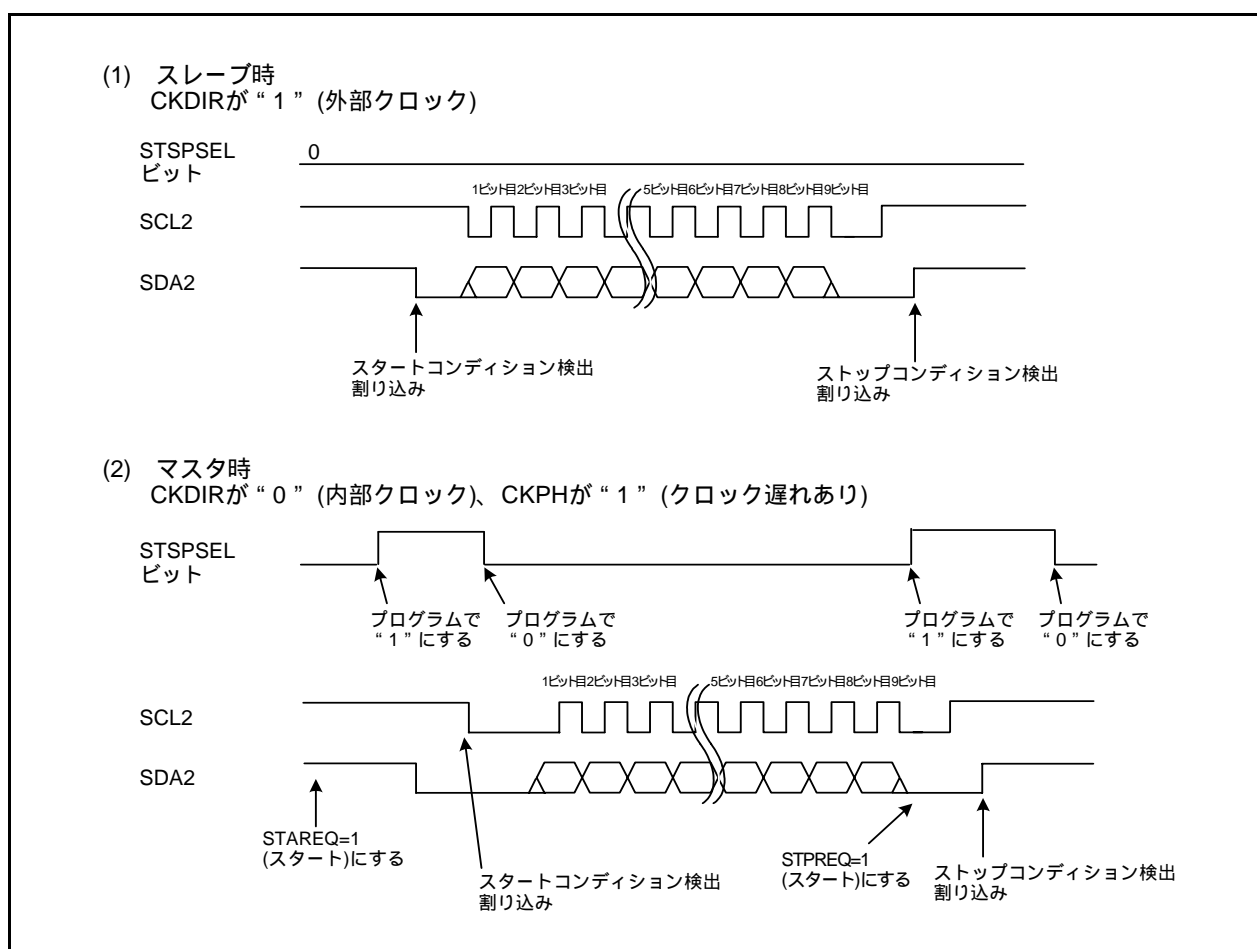 (1) スレーブ時
CKDIRが“1”(外部クロック)
STSPSEL
ビット
0
1ビット目2ビット目3ビット目
5ビット目6ビット目7ビット目8ビット目9ビット目
SCL2
SDA2
スタートコンディション検出
割り込み
ストップコンディション検出
割り込み
(2) マスタ時
CKDIRが“0”(内部クロック)、CKPHが“1”(クロック遅れあり)
STSPSEL
ビット
プログラムで
“1”にする
プログラムで
“0”にする
プログラムで
“1”にする
プログラムで
“0”にする
1ビット目2ビット目3ビット目
5ビット目6ビット目7ビット目8ビット目9ビット目
SCL2
SDA2
STAREQ=1
(スタート)にする
スタートコンディション検出
割り込み
STPREQ=1
(スタート)にする
ストップコンディション検出
割り込み